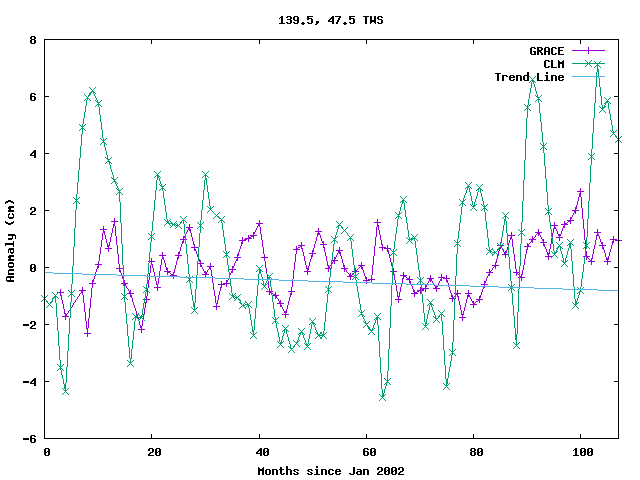 139.5, 47.5 TWS
GRACE
CLM
Trend Line
8
6
4
2
0
-2
-4
-6
Anomaly (cm)
0 20 40 60 80 100
Months since Jan 2002